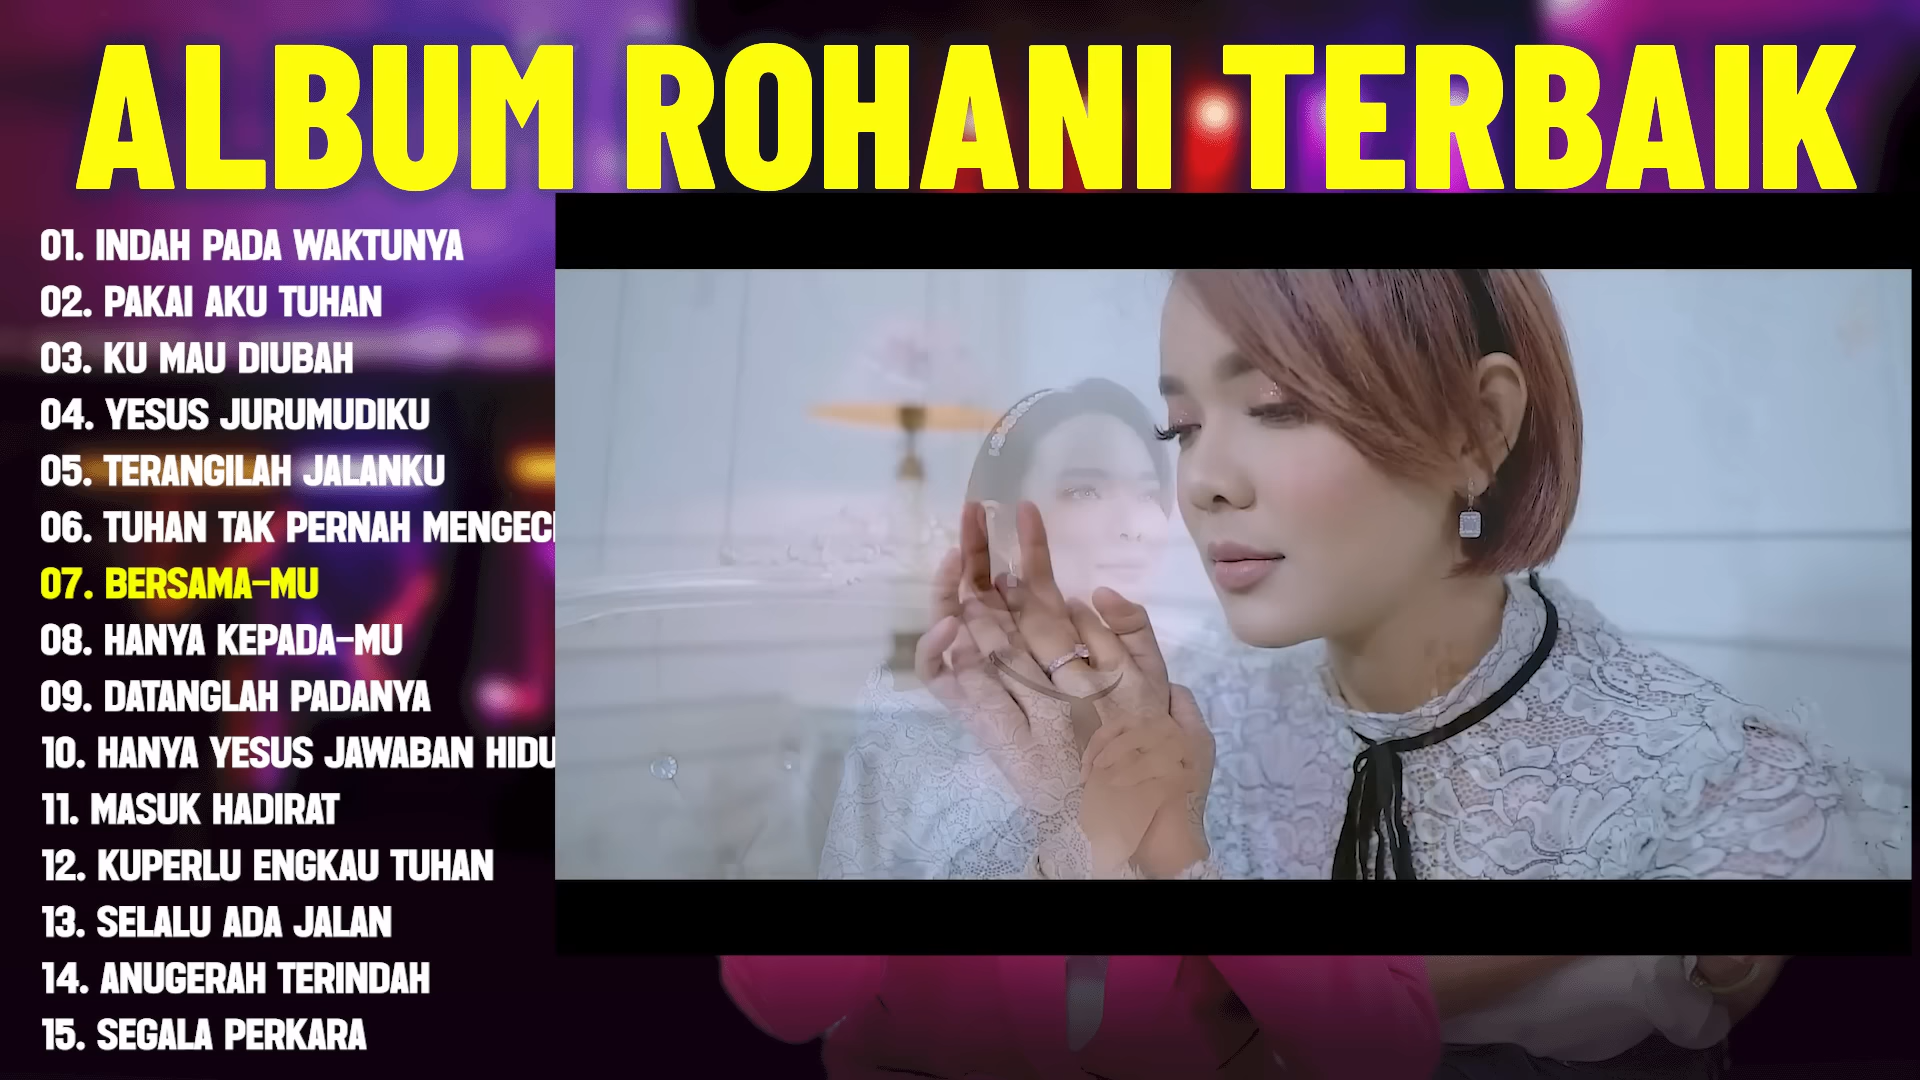 ALBUM ROHANI TERBAIK
01. INDAH PADA WAKTUNYA
02. PAKAI AKU TUHAN
03. KU MAU DIUBAH
04. YESUS JURUMUDIKU
05. TERANGILAH JALANKU
06. TUHAN TAK PERNAH
07. BERSAMA-MU
08. HANYA KEPADA-MU
09. DATANGLAH PADANYA
10. HANYA YESUS JAWABAN
11. MASUK HADIRAT
12. KUPERLU ENGKAU TUHAN
13. SELALU ADA JALAN
14. ANUGERAH TERINDAH
15. SEGALA PERKARA